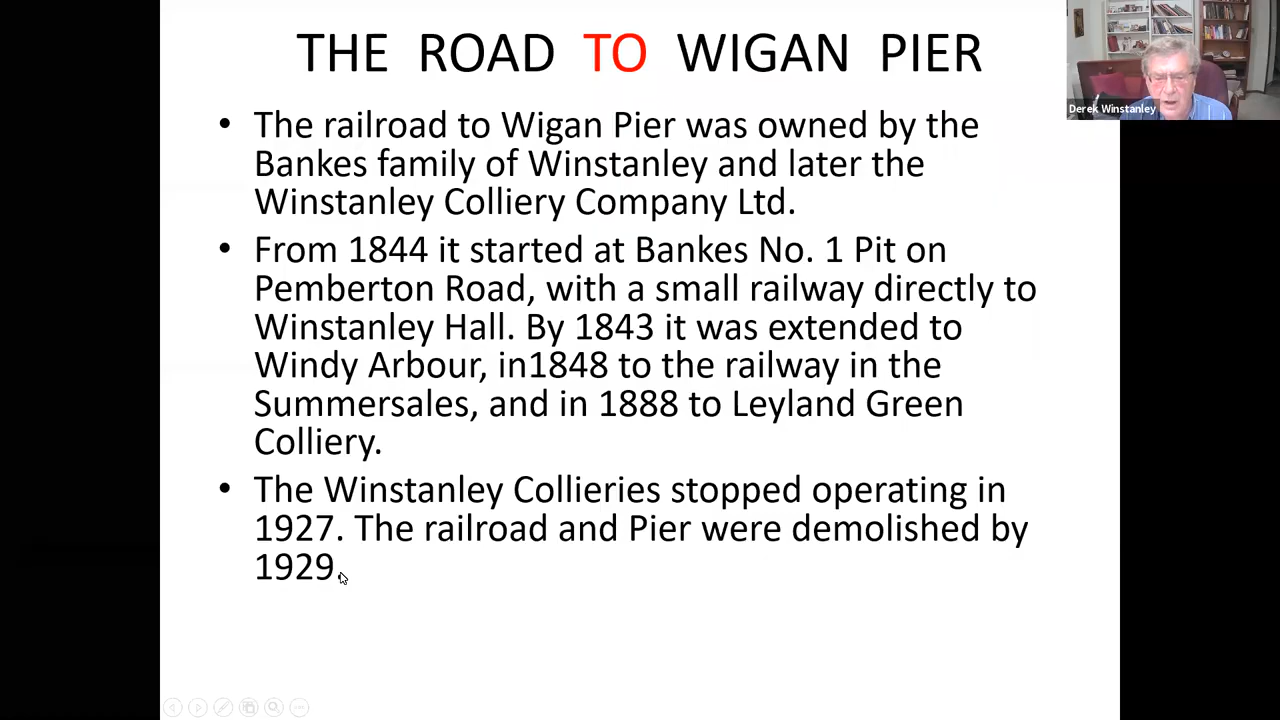 THE ROAD TO WIGAN PIER
Derek Winstanley
• The railroad to Wigan Pier was owned by the
Bankes family of Winstanley and later the
Winstanley Colliery Company Ltd.
• From 1844 it started at Bankes No. 1 Pit on
Pemberton Road, with a small railway directly to
Winstanley Hall. By 1843 it was extended to
Windy Arbour, in1848 to the railway in the
Summersales, and in 1888 to Leyland Green
Colliery.
• The Winstanley Collieries stopped operating in
1927. The railroad and Pier were demolished by
1929.